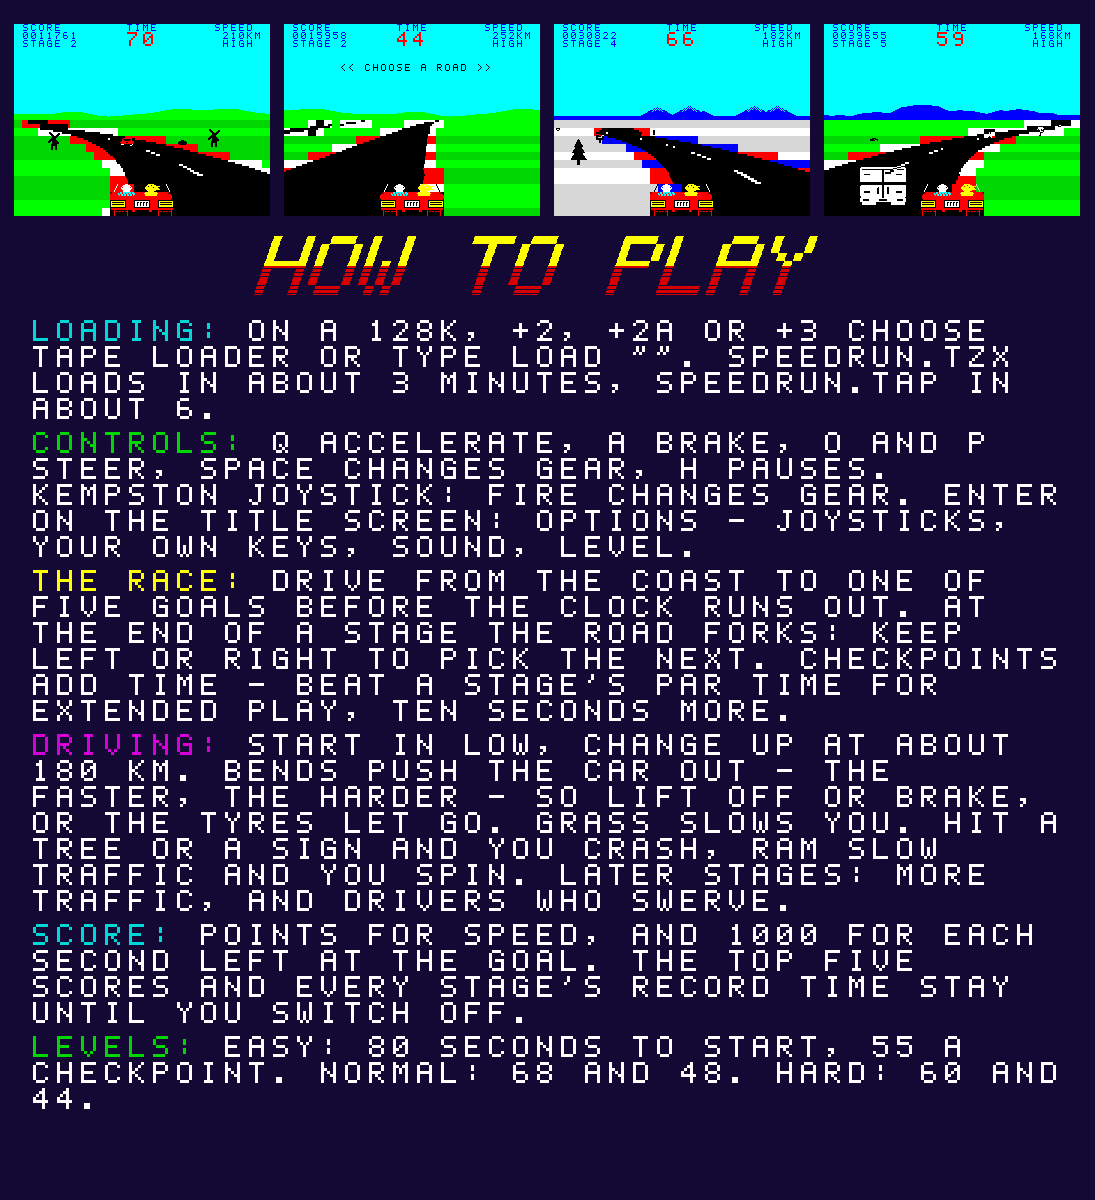 SCORE TIME SPEED
0011761 70 210KM
STAGE 2 HIGH
SCORE TIME SPEED
0015958 44 252KM
STAGE 2 HIGH
<< CHOOSE A ROAD >>
SCORE TIME SPEED
0030822 66 182KM
STAGE 4 HIGH
SCORE TIME SPEED
0039655 59 168KM
STAGE 5 HIGH
HOW TO PLAY
LOADING: ON A 128K, +2, +2A OR +3 CHOOSE
TAPE LOADER OR TYPE LOAD "". SPEEDRUN.TZX
LOADS IN ABOUT 3 MINUTES, SPEEDRUN.TAP IN
ABOUT 6.
CONTROLS: Q ACCELERATE, A BRAKE, O AND P
STEER, SPACE CHANGES GEAR, H PAUSES.
KEMPSTON JOYSTICK: FIRE CHANGES GEAR. ENTER
ON THE TITLE SCREEN: OPTIONS - JOYSTICKS,
YOUR OWN KEYS, SOUND, LEVEL.
THE RACE: DRIVE FROM THE COAST TO ONE OF
FIVE GOALS BEFORE THE CLOCK RUNS OUT. AT
THE END OF A STAGE THE ROAD FORKS: KEEP
LEFT OR RIGHT TO PICK THE NEXT. CHECKPOINTS
ADD TIME - BEAT A STAGE'S PAR TIME FOR
EXTENDED PLAY, TEN SECONDS MORE.
DRIVING: START IN LOW, CHANGE UP AT ABOUT
180 KM. BENDS PUSH THE CAR OUT - THE
FASTER, THE HARDER - SO LIFT OFF OR BRAKE,
OR THE TYRES LET GO. GRASS SLOWS YOU. HIT A
TREE OR A SIGN AND YOU CRASH, RAM SLOW
TRAFFIC AND YOU SPIN. LATER STAGES: MORE
TRAFFIC, AND DRIVERS WHO SWERVE.
SCORE: POINTS FOR SPEED, AND 1000 FOR EACH
SECOND LEFT AT THE GOAL. THE TOP FIVE
SCORES AND EVERY STAGE'S RECORD TIME STAY
UNTIL YOU SWITCH OFF.
LEVELS: EASY: 80 SECONDS TO START, 55 A
CHECKPOINT. NORMAL: 68 AND 48. HARD: 60 AND
44.